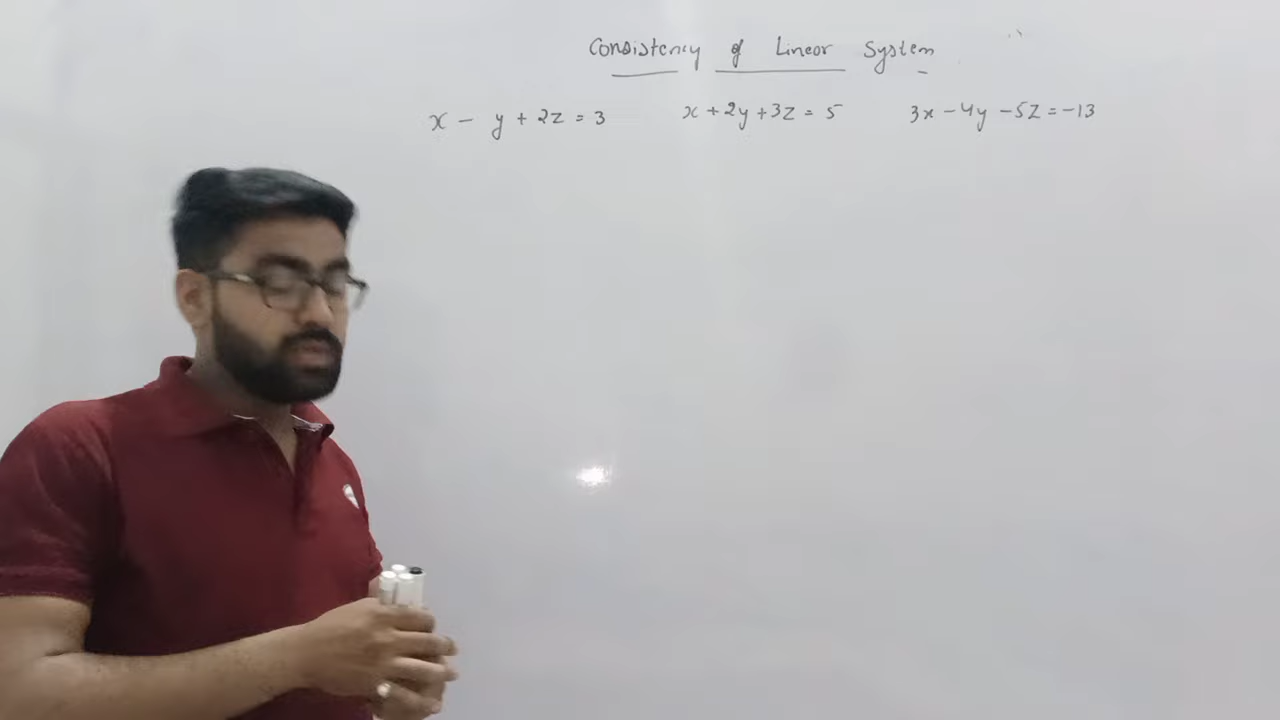 Consistency of Linear System
x - y + 2z = 3 x + 2y + 3z = 5 3x - 4y - 5z = -13